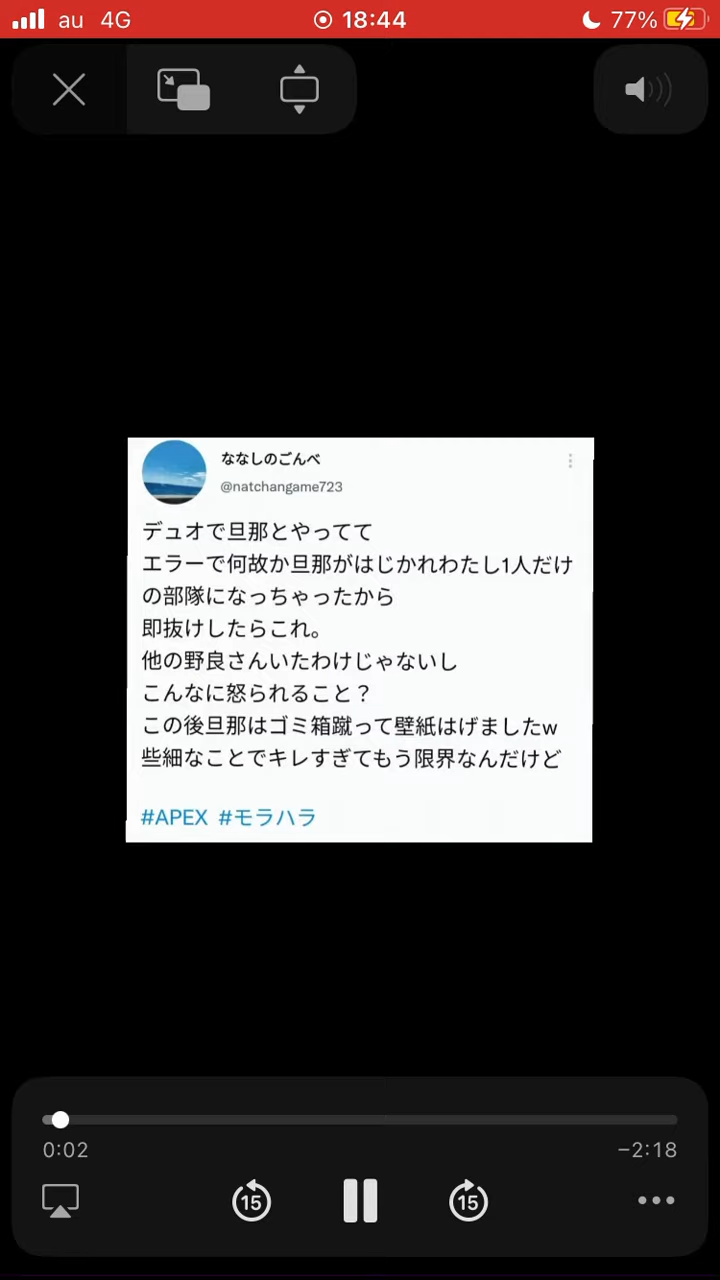 au 4G 18:44 77%
ななしのごんべ
@natchangame723
デュオで旦那とやってて
エラーで何故か旦那がはじかれわたし1人だけ
の部隊になっちゃったから
即抜けしたらこれ。
他の野良さんいたわけじゃないし
こんなに怒られること？
この後旦那はゴミ箱蹴って壁紙はげましたw
些細なことでキレすぎてもう限界なんだけど
#APEX #モラハラ
0:02 −2:18
15 15